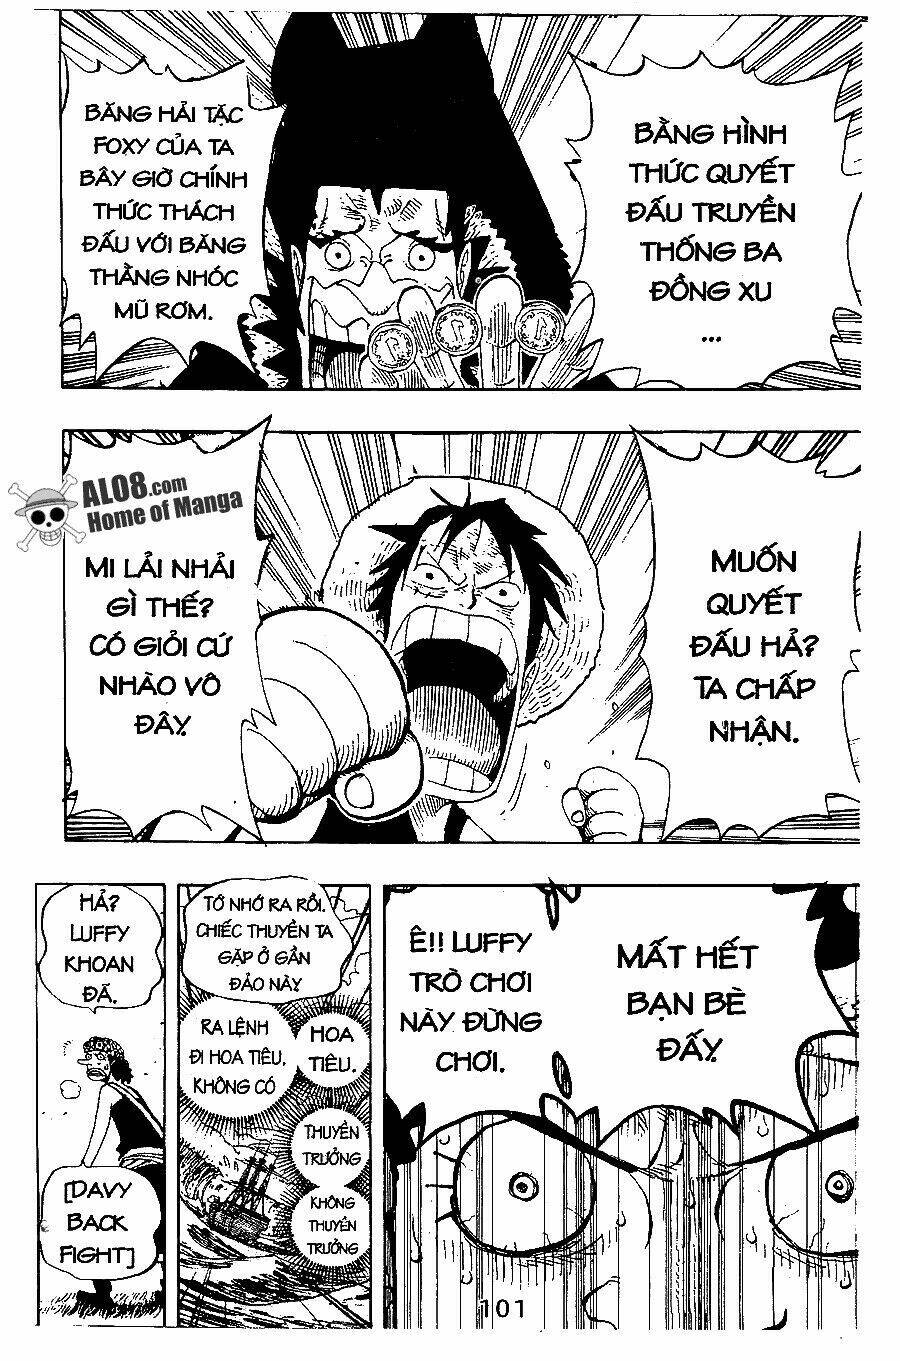 BẰNG HÌNH
THỨC QUYẾT
ĐẤU TRUYỀN
THỐNG BA
ĐỒNG XU
...
BĂNG HẢI TẶC
FOXY CỦA TA
BÂY GIỜ CHÍNH
THỨC THÁCH
ĐẤU VỚI BĂNG
THẰNG NHÓC
MŨ RƠM.
ALO8.com
Home of Manga
MUỐN
QUYẾT
ĐẤU HẢ?
TA CHẤP
NHẬN.
MI LẢI NHẢI
GÌ THẾ?
CÓ GIỎI CỨ
NHÀO VÔ
ĐÂY.
MẤT HẾT
BẠN BÈ
ĐẤY.
Ê!! LUFFY
TRÒ CHƠI
NÀY ĐỪNG
CHƠI.
TỚ NHỚ RA RỒI.
CHIẾC THUYỀN TA
GẶP Ở GẦN
ĐẢO NÀY
HOA
TIÊU.
RA LỆNH
ĐI HOA TIÊU,
KHÔNG CÓ
THUYỀN
TRƯỞNG
KHÔNG
THUYỀN
TRƯỞNG
HẢ?
LUFFY
KHOAN
ĐÃ.
[DAVY
BACK
FIGHT]
101